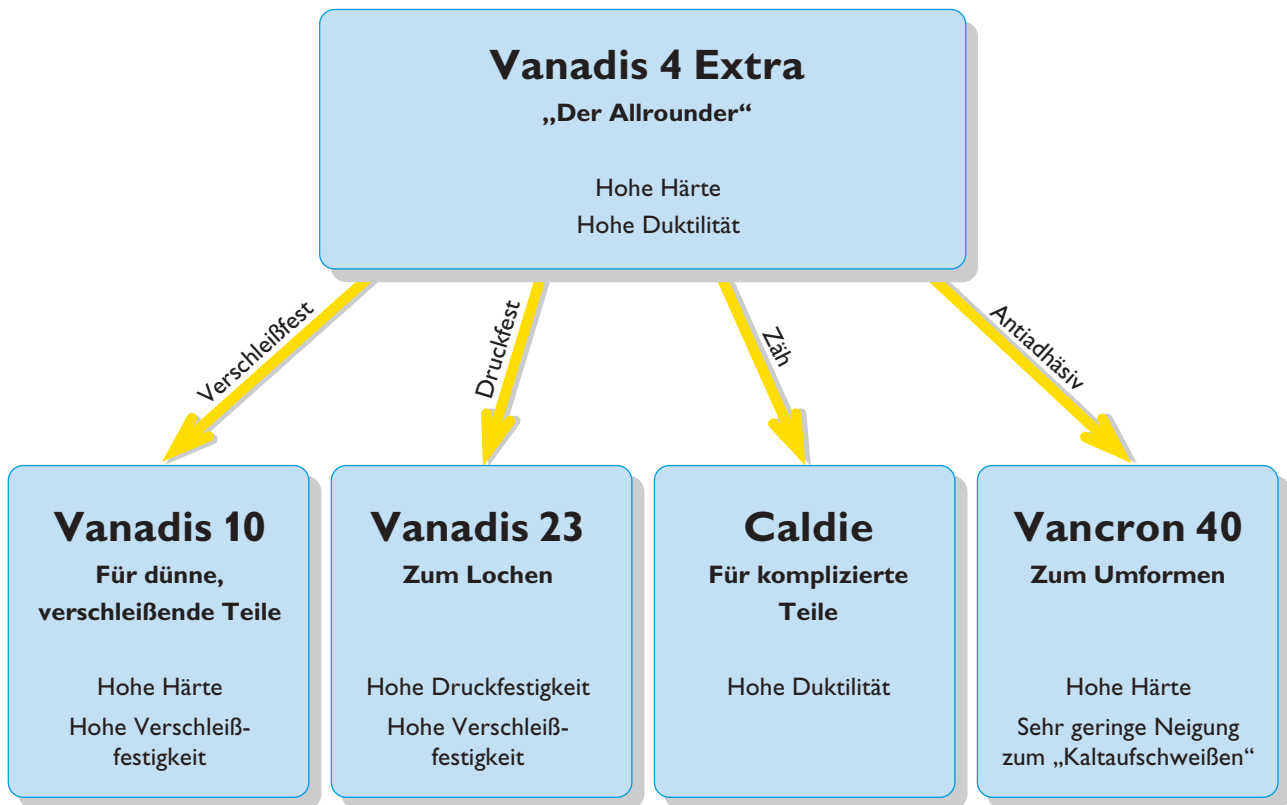 Vanadis 4 Extra
„Der Allrounder“
Hohe Härte
Hohe Duktilität
Verschleißfest
Druckfest
Zäh
Antiadhäsiv
Vanadis 10
Für dünne,
verschleißende Teile
Hohe Härte
Hohe Verschleiß-
festigkeit
Vanadis 23
Zum Lochen
Hohe Druckfestigkeit
Hohe Verschleiß-
festigkeit
Caldie
Für komplizierte
Teile
Hohe Duktilität
Vancron 40
Zum Umformen
Hohe Härte
Sehr geringe Neigung
zum „Kaltaufschweißen“